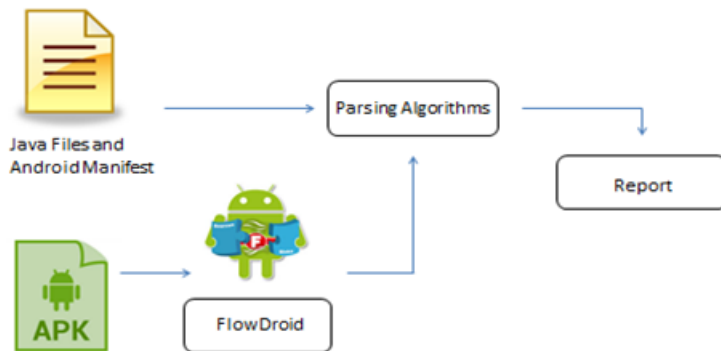 Java Files and
Android Manifest
Parsing Algorithms
Report
APK
F
FlowDroid